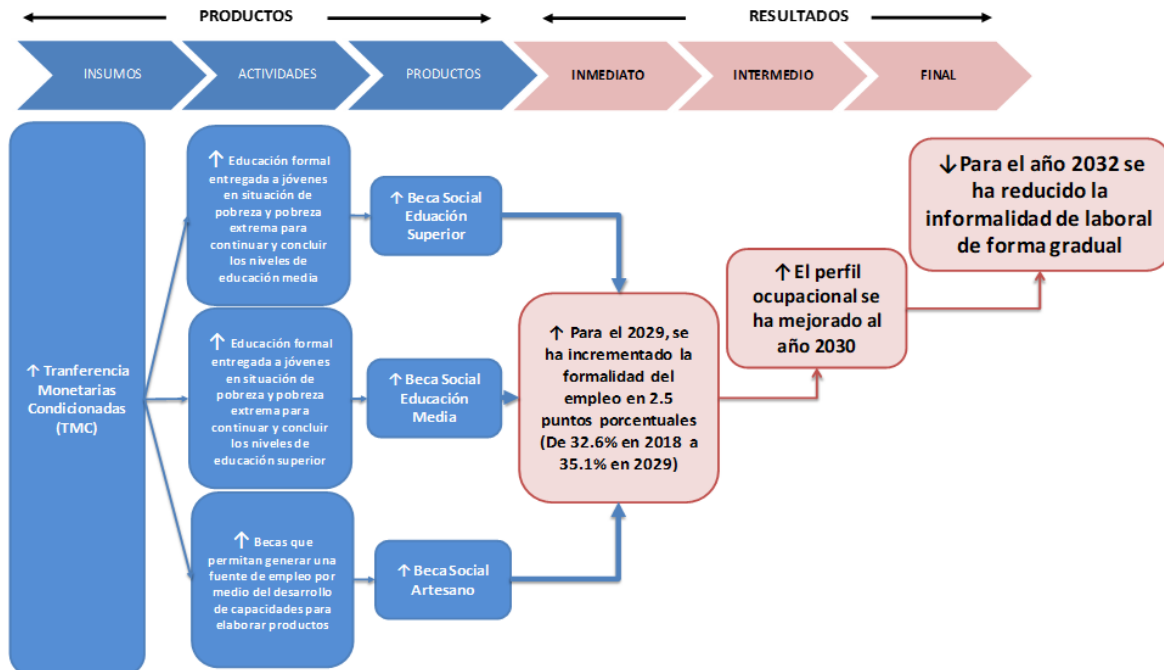 PRODUCTOS
RESULTADOS
INSUMOS
ACTIVIDADES
PRODUCTOS
INMEDIATO
INTERMEDIO
FINAL
↑ Tranferencia
Monetarias
Condicionadas
(TMC)
↑ Educación formal
entregada a jóvenes
en situación de
pobreza y pobreza
extrema para
continuar y concluir
los niveles de
educación media
↑ Beca Social
Eduación
Superior
↑ Educación formal
entregada a jóvenes
en situación de
pobreza y pobreza
extrema para
continuar y concluir
los niveles de
educación superior
↑ Beca Social
Educación
Media
↑ Becas que
permitan generar una
fuente de empleo por
medio del desarrollo
de capacidades para
elaborar productos
↑ Beca Social
Artesano
↑ Para el 2029, se
ha incrementado la
formalidad del
empleo en 2.5
puntos porcentuales
(De 32.6% en 2018 a
35.1% en 2029)
↑ El perfil
ocupacional se
ha mejorado al
año 2030
↓ Para el año 2032 se
ha reducido la
informalidad de laboral
de forma gradual